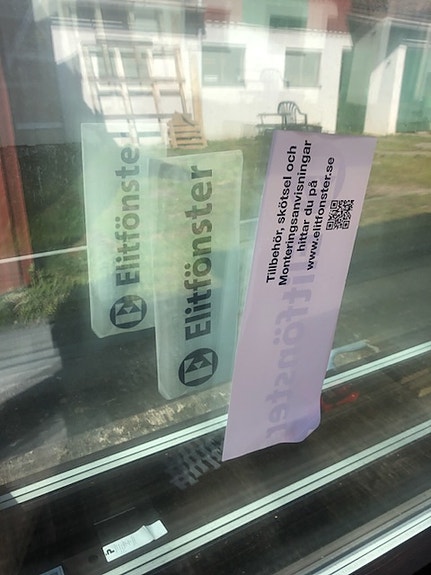 Tillbehör, skötsel och
Monteringsanvisningar
hittar du på
www.elitfonster.se
Elitfönster
Elitfönster